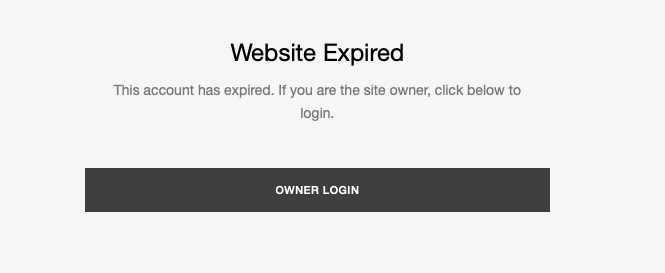 Website Expired
This account has expired. If you are the site owner, click below to
login.
OWNER LOGIN